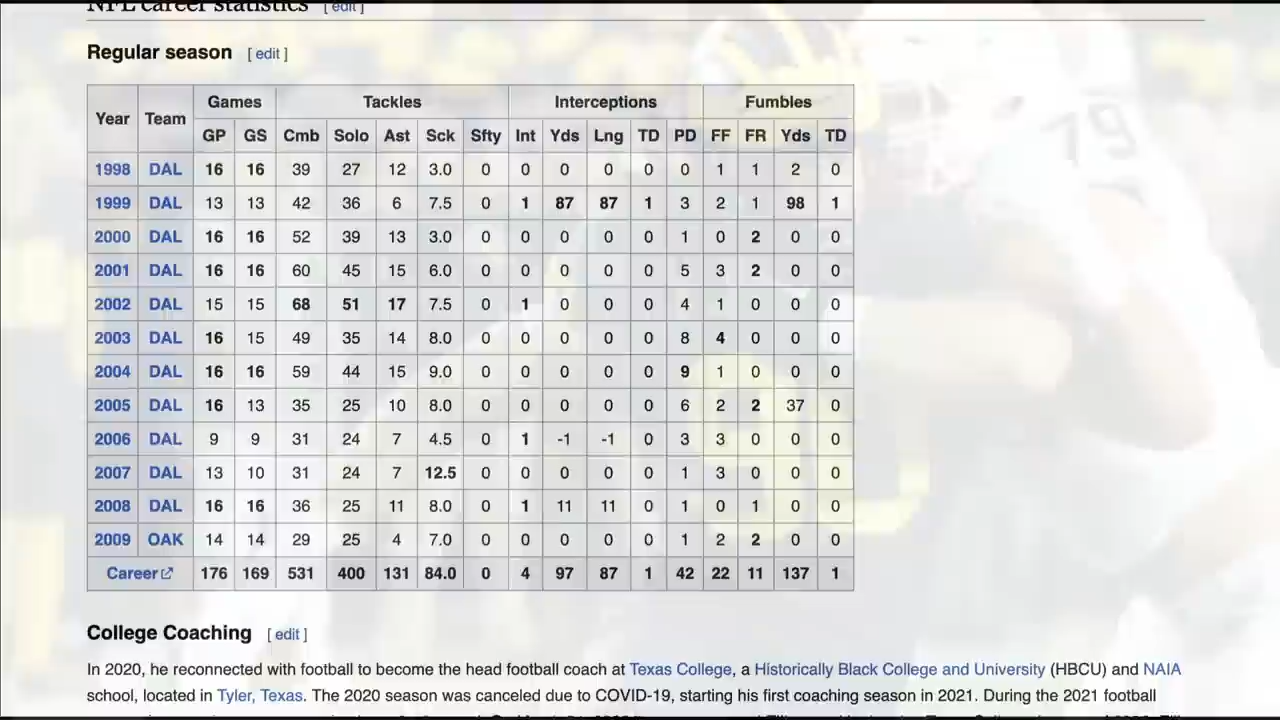 NFL career statistics [ edit ]
Regular season [ edit ]
Year Team Games Tackles Interceptions Fumbles
GP GS Cmb Solo Ast Sck Sfty Int Yds Lng TD PD FF FR Yds TD
1998 DAL 16 16 39 27 12 3.0 0 0 0 0 0 0 1 1 2 0
1999 DAL 13 13 42 36 6 7.5 0 1 87 87 1 3 2 1 98 1
2000 DAL 16 16 52 39 13 3.0 0 0 0 0 0 1 0 2 0 0
2001 DAL 16 16 60 45 15 6.0 0 0 0 0 0 5 3 2 0 0
2002 DAL 15 15 68 51 17 7.5 0 1 0 0 0 4 1 0 0 0
2003 DAL 16 15 49 35 14 8.0 0 0 0 0 0 8 4 0 0 0
2004 DAL 16 16 59 44 15 9.0 0 0 0 0 0 9 1 0 0 0
2005 DAL 16 13 35 25 10 8.0 0 0 0 0 0 6 2 2 37 0
2006 DAL 9 9 31 24 7 4.5 0 1 -1 -1 0 3 3 0 0 0
2007 DAL 13 10 31 24 7 12.5 0 0 0 0 0 1 3 0 0 0
2008 DAL 16 16 36 25 11 8.0 0 1 11 11 0 1 0 1 0 0
2009 OAK 14 14 29 25 4 7.0 0 0 0 0 0 1 2 2 0 0
Career 176 169 531 400 131 84.0 0 4 97 87 1 42 22 11 137 1
College Coaching [ edit ]
In 2020, he reconnected with football to become the head football coach at Texas College, a Historically Black College and University (HBCU) and NAIA
school, located in Tyler, Texas. The 2020 season was canceled due to COVID-19, starting his first coaching season in 2021. During the 2021 football
79